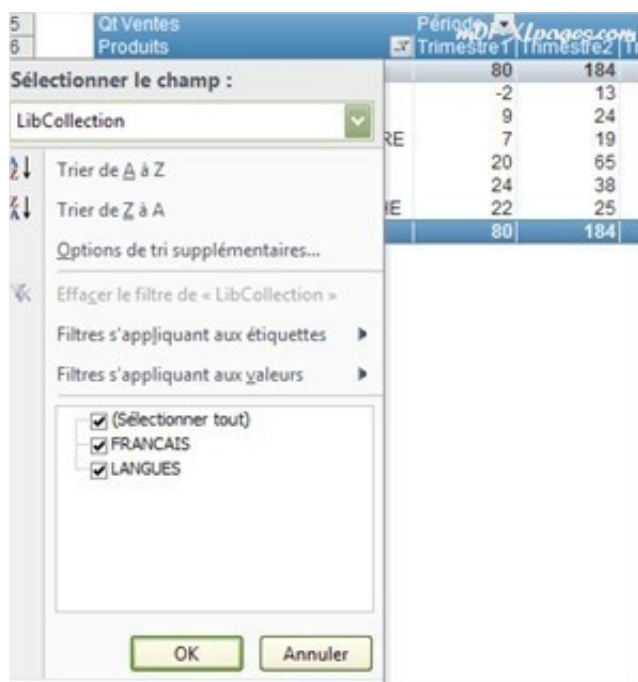 5 Qt Ventes Période
6 Produits Trimestre1 Trimestre2
Sélectionner le champ : 80 184
-2 13
LibCollection 9 24
RE 7 19
Trier de A à Z 20 65
24 38
Trier de Z à A HE 22 25
80 184
Options de tri supplémentaires...
Effacer le filtre de « LibCollection »
Filtres s'appliquant aux étiquettes
Filtres s'appliquant aux valeurs
(Sélectionner tout)
FRANCAIS
LANGUES
OK Annuler